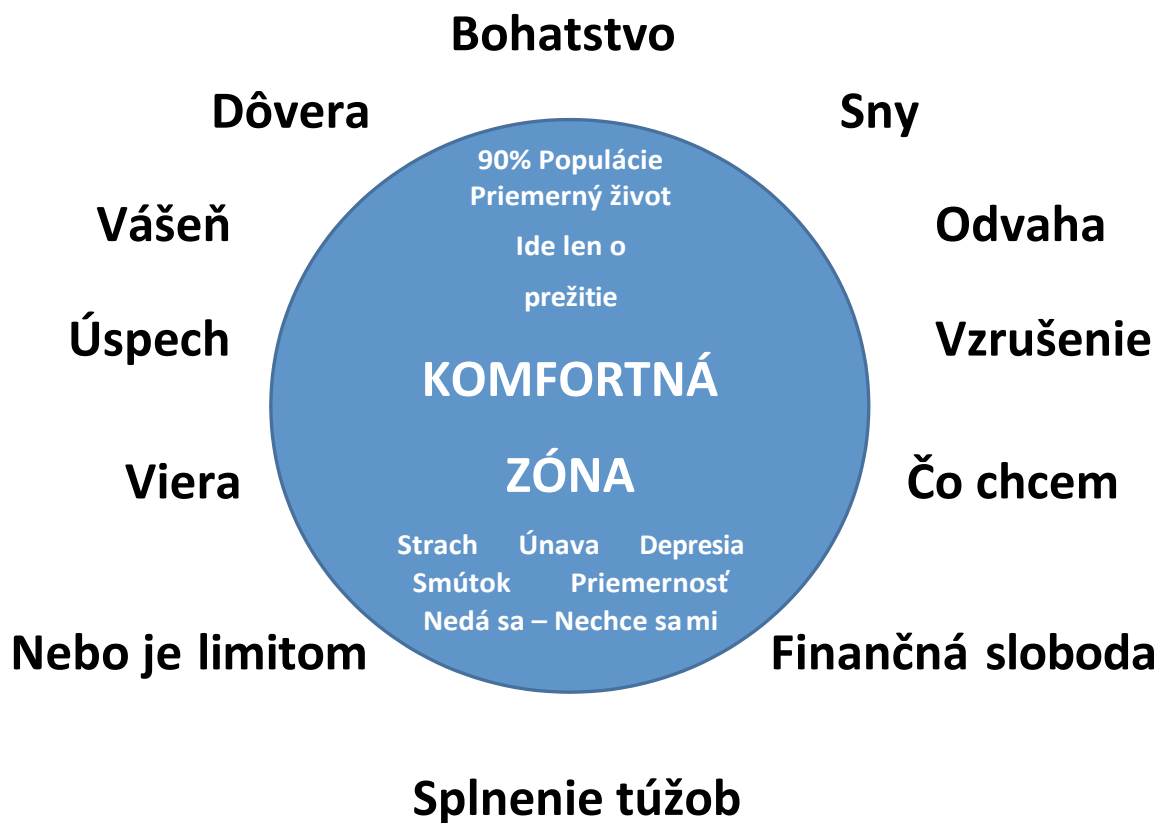 Bohatstvo
Dôvera
Sny
90% Populácie
Priemerný život
Vášeň
Odvaha
Ide len o
prežitie
Úspech
Vzrušenie
KOMFORTNÁ
ZÓNA
Viera
Čo chcem
Strach Únava Depresia
Smútok Priemernosť
Nedá sa – Nechce sa mi
Nebo je limitom
Finančná sloboda
Splnenie túžob